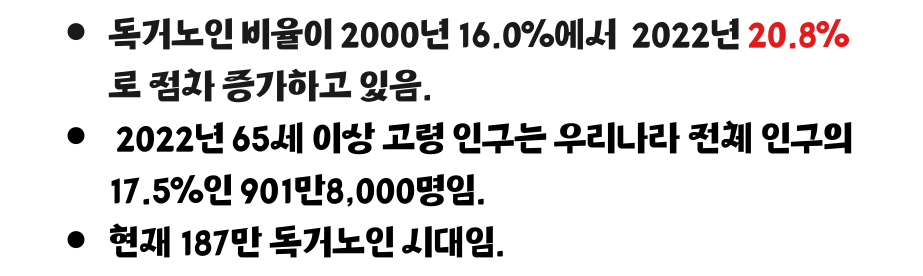 • 독거노인 비율이 2000년 16.0%에서 2022년 20.8%
로 점차 증가하고 있음.
• 2022년 65세 이상 고령 인구는 우리나라 전체 인구의
17.5%인 901만8,000명임.
• 현재 187만 독거노인 시대임.